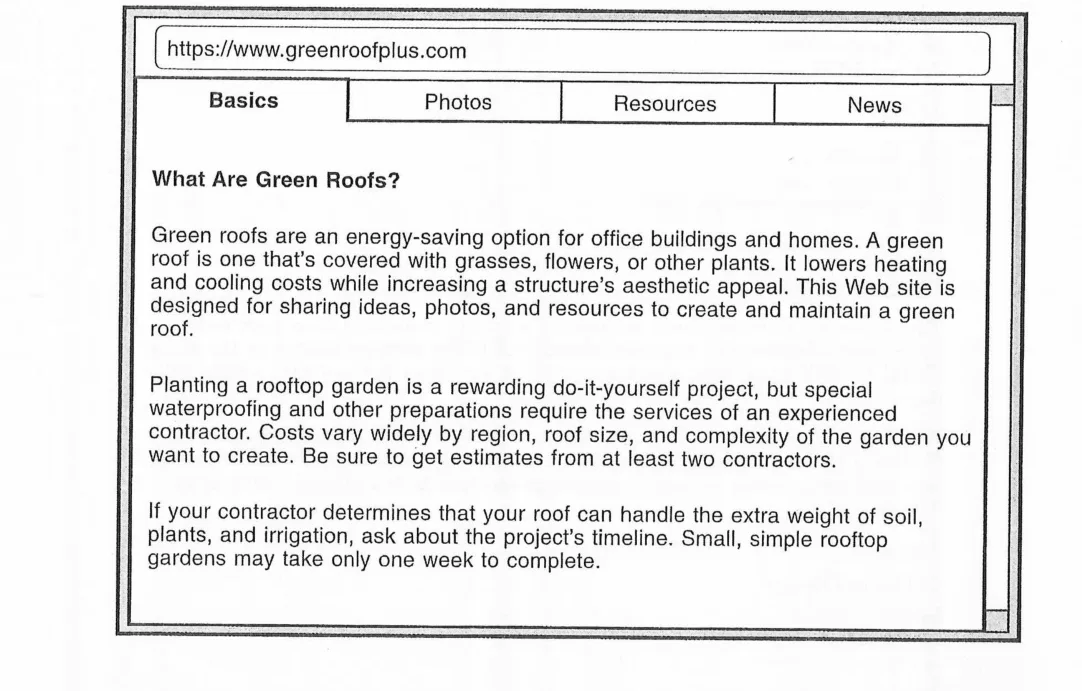 https://www.greenroofplus.com
Basics
Photos
Resources
News
What Are Green Roofs?
Green roofs are an energy-saving option for office buildings and homes. A green
roof is one that's covered with grasses, flowers, or other plants. It lowers heating
and cooling costs while increasing a structure's aesthetic appeal. This Web site is
designed for sharing ideas, photos, and resources to create and maintain a green
roof.
Planting a rooftop garden is a rewarding do-it-yourself project, but special
waterproofing and other preparations require the services of an experienced
contractor. Costs vary widely by region, roof size, and complexity of the garden you
want to create. Be sure to get estimates from at least two contractors.
If your contractor determines that your roof can handle the extra weight of soil,
plants, and irrigation, ask about the project's timeline. Small, simple rooftop
gardens may take only one week to complete.